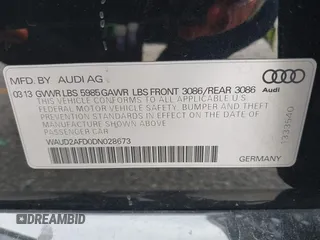 MFD. BY AUDI AG
0313 GVWR LBS 5985 GAWR LBS FRONT 3086/REAR 3086
THIS VEHICLE CONFORMS TO ALL APPLICABLE
FEDERAL MOTOR VEHICLE SAFETY, BUMPER AND THEFT
PREVENTION STANDARDS IN EFFECT ON THE DATE OF
MANUFACTURE SHOWN ABOVE.
PASSENGER CAR
WAUD2AFD0DN028673
GERMANY
Audi
1333540
DREAMBID